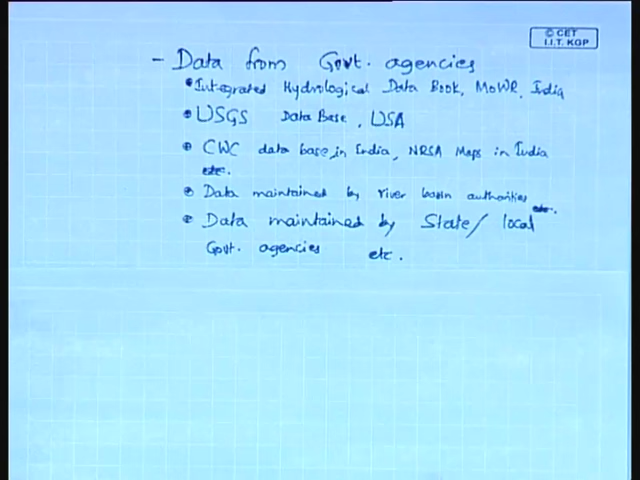 © CET
I.I.T. KGP
- Data from Govt. agencies
• Integrated Hydrological Data Book, MoWR, India
• USGS Data Base, USA
• CWC data base in India, NRSA Maps in India
etc.
• Data maintained by river basin authorities etc.
• Data maintained by State/ local
Govt. agencies etc.